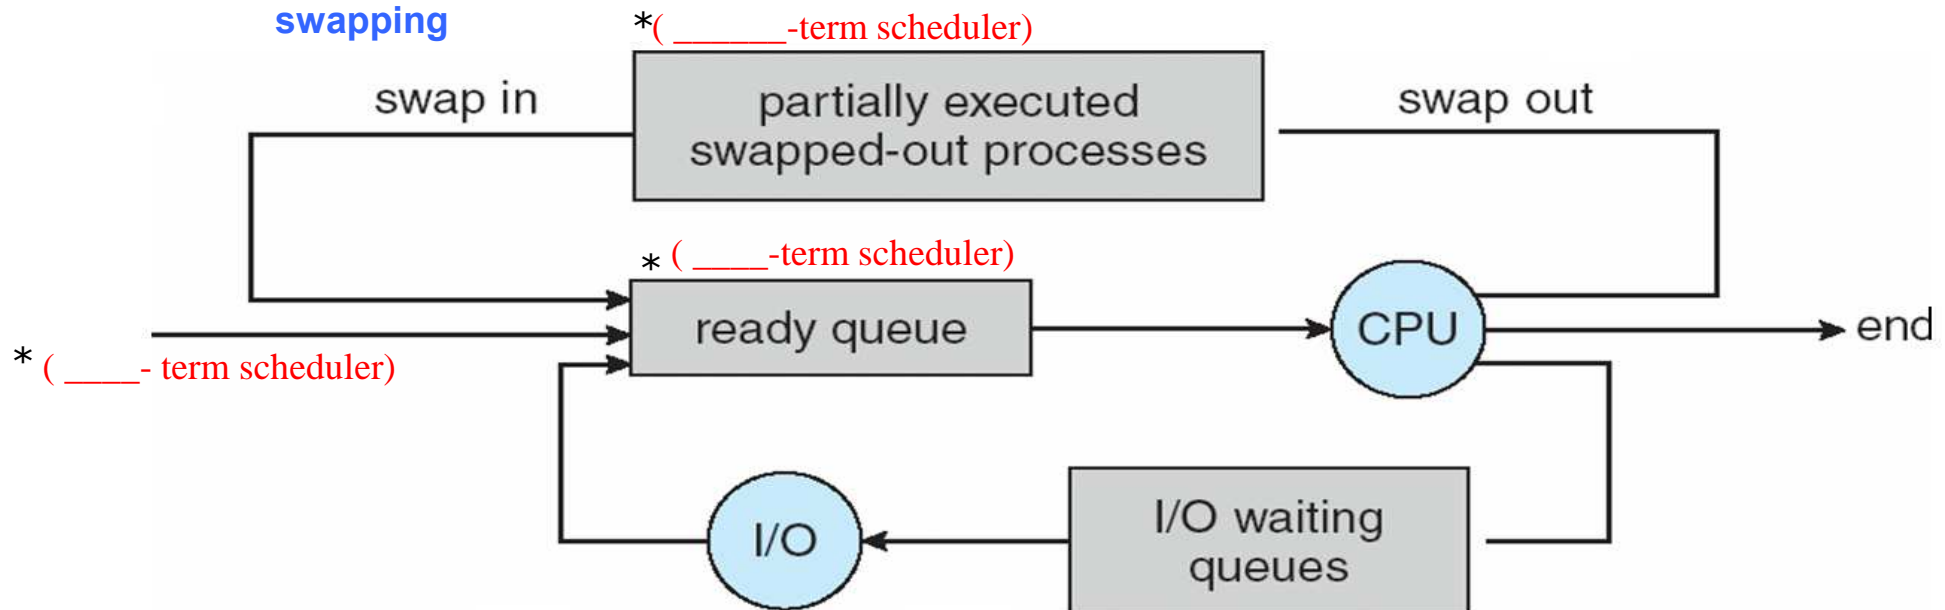 swapping
*( ______-term scheduler)
swap in
partially executed
swapped-out processes
swap out
* ( ____-term scheduler)
ready queue
CPU
end
* ( ____- term scheduler)
I/O
I/O waiting
queues